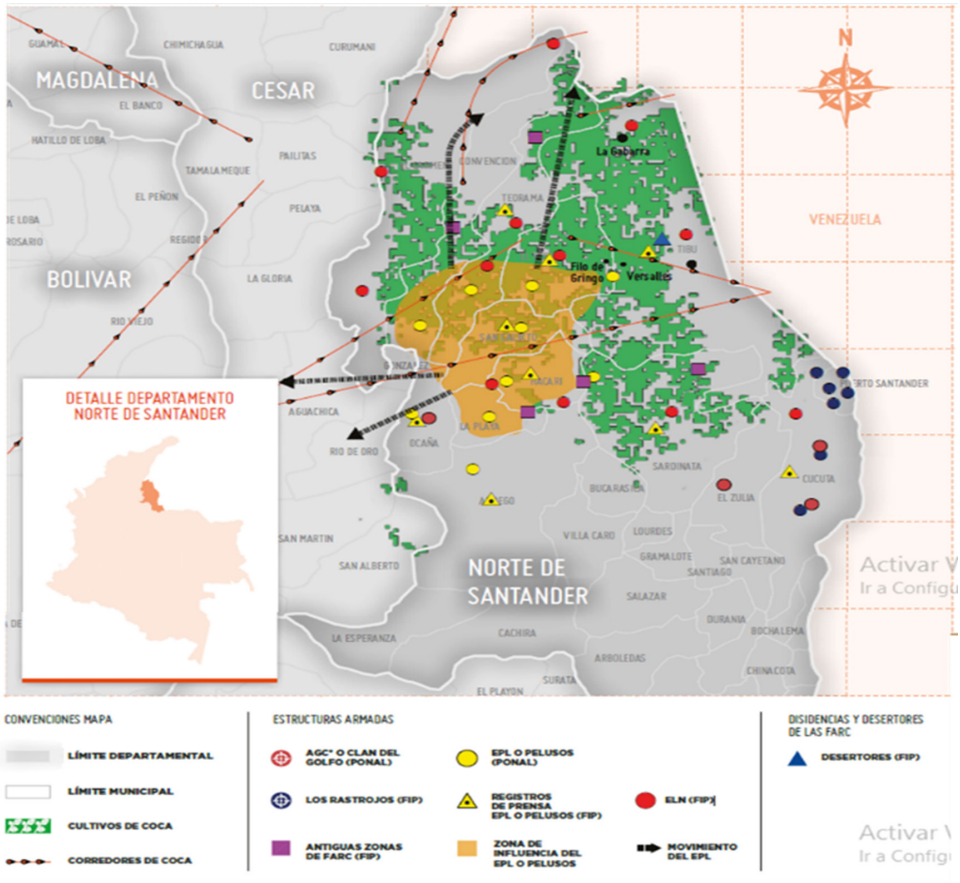 GUAMAL
CHIMICHAGUA
CURUMANI
N
MAGDALENA
CESAR
EL BANCO
HATILLO DE LOBA
PAILITAS
TAMALAMEQUE
CONVENCION
La Gabarra
EL PEÑON
PELAYA
TEORAMA
VENEZUELA
DE LOBA
ROSARIO
REGIDOR
TIBU
BOLIVAR
LA GLORIA
Filo de
Gringo
Versalles
RIO VIEJO
GONZALEZ
HACARI
PUERTO SANTANDER
DETALLE DEPARTAMENTO
NORTE DE SANTANDER
AGUACHICA
LA PLAYA
OCAÑA
RIO DE ORO
SARDINATA
CUCUTA
BUCARASICA
EL ZULIA
SAN MARTIN
VILLA CARO
LOURDES
SAN ALBERTO
NORTE DE
SANTANDER
GRAMALOTE
SAN CAYETANO
SANTIAGO
Activar W
Ir a Configu
SALAZAR
DURANIA
LA ESPERANZA
CACHIRA
BOCHALEMA
ARBOLEDAS
CHINACOTA
SURATA
EL PLAYON
CONVENCIONES MAPA
LÍMITE DEPARTAMENTAL
LÍMITE MUNICIPAL
CULTIVOS DE COCA
CORREDORES DE COCA
ESTRUCTURAS ARMADAS
AGC* O CLAN DEL
GOLFO (PONAL)
LOS RASTROJOS (FIP)
ANTIGUAS ZONAS
DE FARC (FIP)
EPL O PELUSOS
(PONAL)
REGISTROS
DE PRENSA
EPL O PELUSOS (FIP)
ZONA DE
INFLUENCIA DEL
EPL O PELUSOS
ELN (FIP)
MOVIMIENTO
DEL EPL
DISIDENCIAS Y DESERTORES
DE LAS FARC
DESERTORES (FIP)
Activar W
Ir a Configu